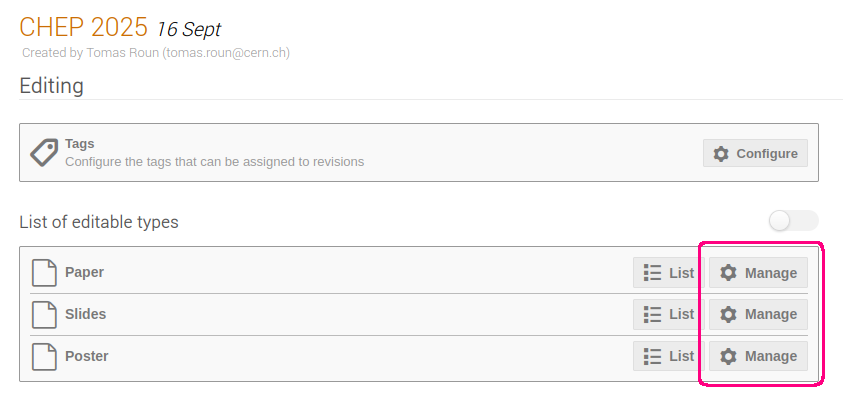 CHEP 2025 16 Sept
Created by Tomas Roun (tomas.roun@cern.ch)
Editing
Tags
Configure the tags that can be assigned to revisions
Configure
List of editable types
Paper List Manage
Slides List Manage
Poster List Manage